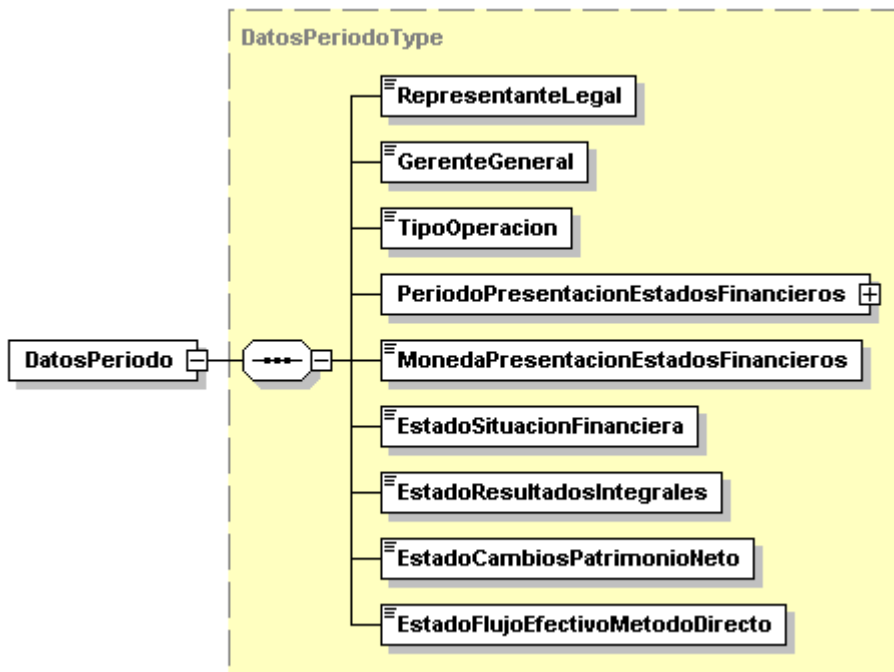 DatosPeriodoType
RepresentanteLegal
GerenteGeneral
TipoOperacion
PeriodoPresentacionEstadosFinancieros
DatosPeriodo
MonedaPresentacionEstadosFinancieros
EstadoSituacionFinanciera
EstadoResultadosIntegrales
EstadoCambiosPatrimonioNeto
EstadoFlujoEfectivoMetodoDirecto